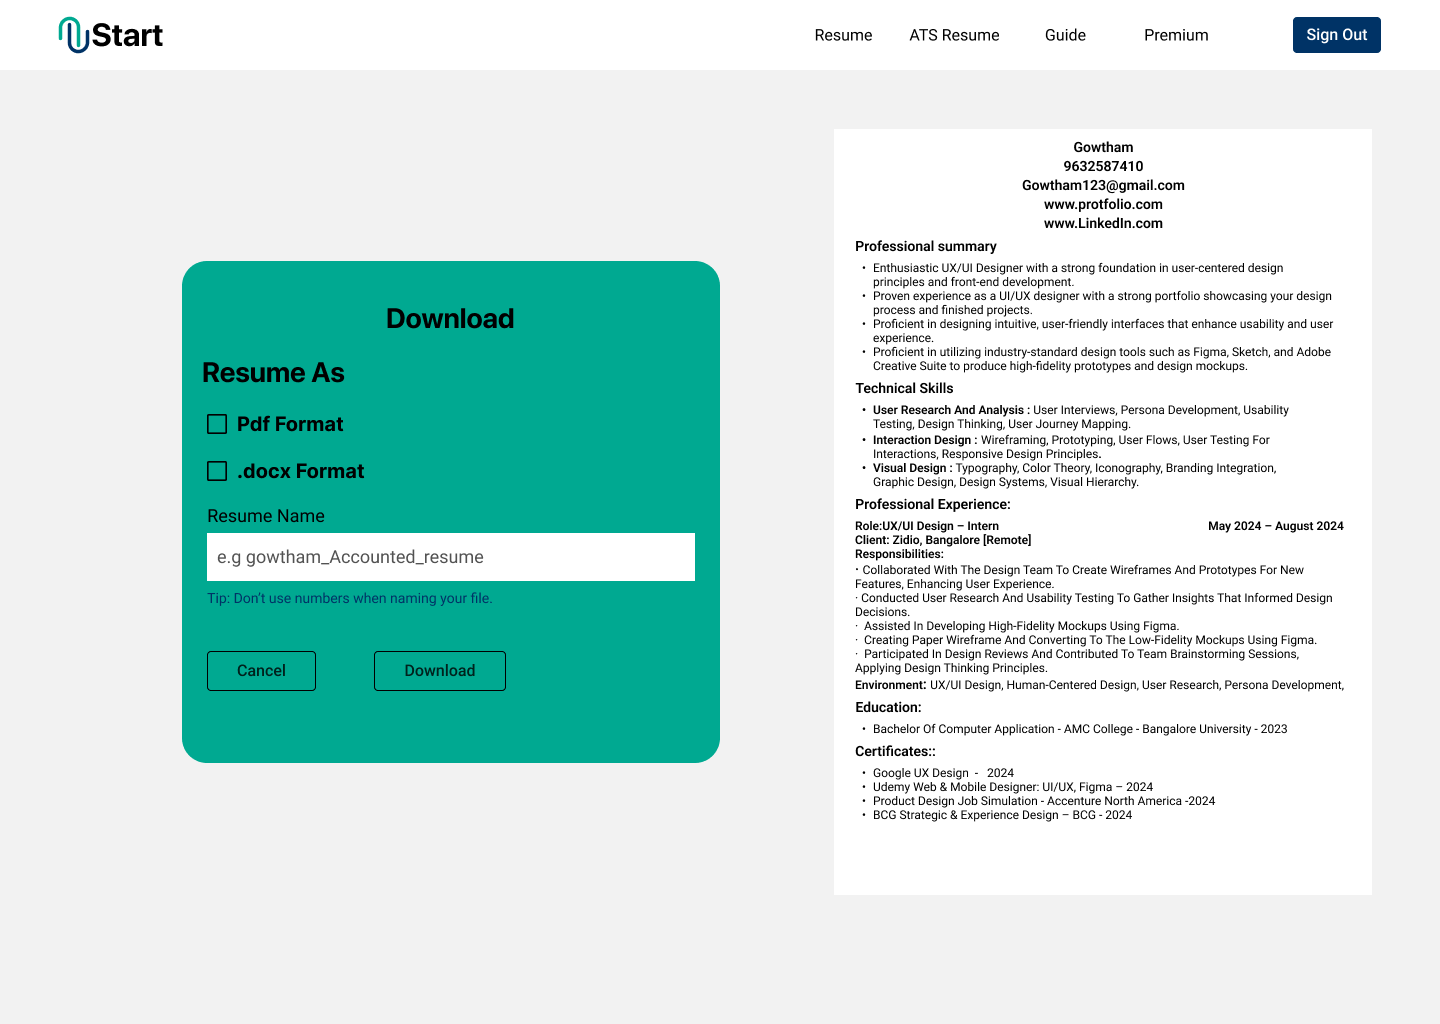 Start
Resume
ATS Resume
Guide
Premium
Sign Out
Download
Resume As
Pdf Format
.docx Format
Resume Name
e.g gowtham_Accounted_resume
Tip: Don't use numbers when naming your file.
Cancel
Download
Gowtham
9632587410
Gowtham123@gmail.com
www.protfolio.com
www.LinkedIn.com
Professional summary
• Enthusiastic UX/UI Designer with a strong foundation in user-centered design
principles and front-end development.
• Proven experience as a UI/UX designer with a strong portfolio showcasing your design
process and finished projects.
• Proficient in designing intuitive, user-friendly interfaces that enhance usability and user
experience.
• Proficient in utilizing industry-standard design tools such as Figma, Sketch, and Adobe
Creative Suite to produce high-fidelity prototypes and design mockups.
Technical Skills
• User Research And Analysis : User Interviews, Persona Development, Usability
Testing, Design Thinking, User Journey Mapping.
• Interaction Design : Wireframing, Prototyping, User Flows, User Testing For
Interactions, Responsive Design Principles.
• Visual Design : Typography, Color Theory, Iconography, Branding Integration,
Graphic Design, Design Systems, Visual Hierarchy.
Professional Experience:
Role:UX/UI Design – Intern May 2024 – August 2024
Client: Zidio, Bangalore [Remote]
Responsibilities:
· Collaborated With The Design Team To Create Wireframes And Prototypes For New
Features, Enhancing User Experience.
· Conducted User Research And Usability Testing To Gather Insights That Informed Design
Decisions.
· Assisted In Developing High-Fidelity Mockups Using Figma.
· Creating Paper Wireframe And Converting To The Low-Fidelity Mockups Using Figma.
· Participated In Design Reviews And Contributed To Team Brainstorming Sessions,
Applying Design Thinking Principles.
Environment: UX/UI Design, Human-Centered Design, User Research, Persona Development,
Education:
• Bachelor Of Computer Application - AMC College - Bangalore University - 2023
Certificates::
• Google UX Design - 2024
• Udemy Web & Mobile Designer: UI/UX, Figma – 2024
• Product Design Job Simulation - Accenture North America -2024
• BCG Strategic & Experience Design – BCG - 2024